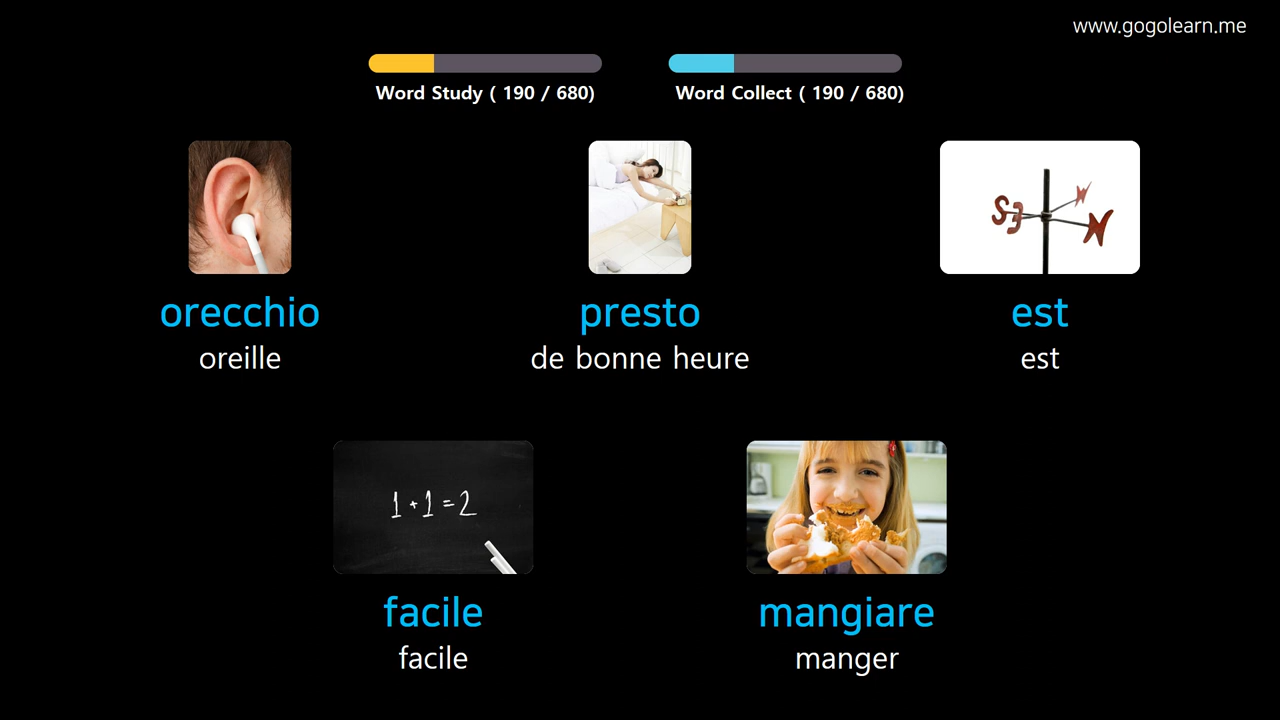 www.gogolearn.me
Word Study ( 190 / 680)
Word Collect ( 190 / 680)
orecchio
oreille
presto
de bonne heure
est
est
1 + 1 = 2
facile
facile
mangiare
manger